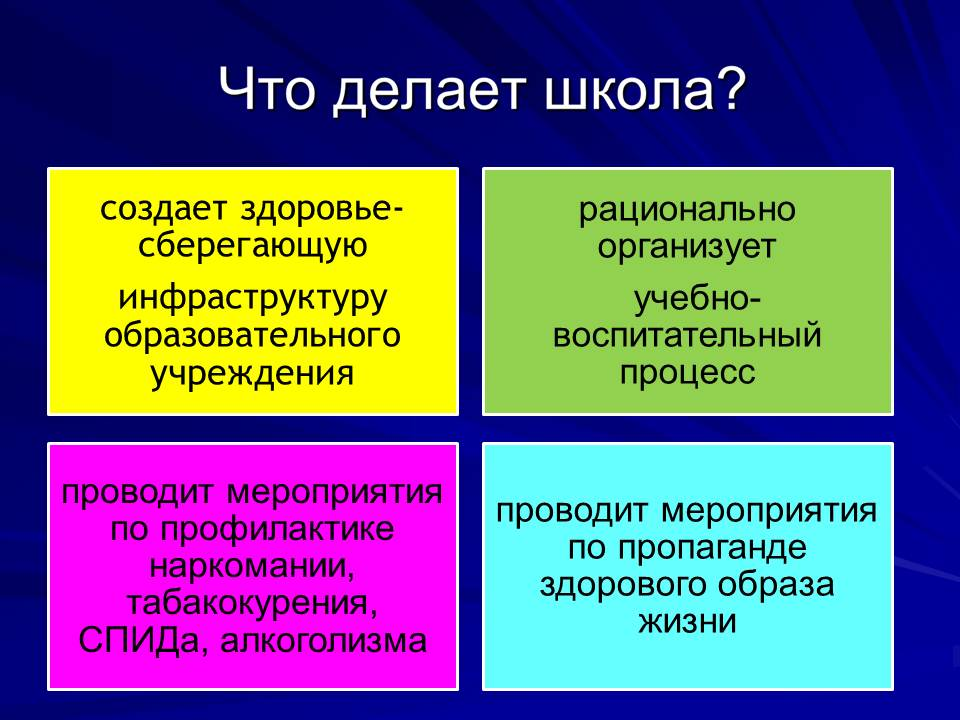 Что делает школа?
создает здоровье-
сберегающую
инфраструктуру
образовательного
учреждения
рационально
организует
учебно-
воспитательный
процесс
проводит мероприятия
по профилактике
наркомании,
табакокурения,
СПИДа, алкоголизма
проводит мероприятия
по пропаганде
здорового образа
жизни